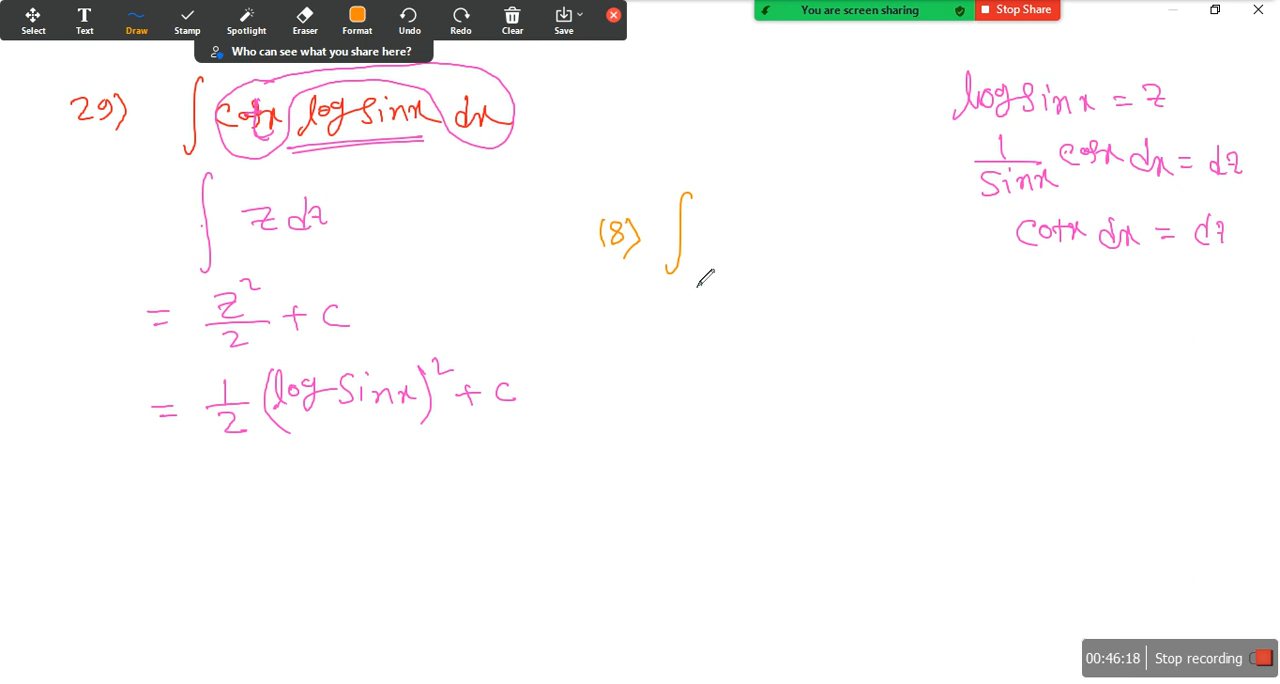 Select Text Draw Stamp Spotlight Eraser Format Undo Redo Clear Save
You are screen sharing Stop Share
Who can see what you share here?
29) ∫ cotx log sinx dx
∫ z dz
= z²/2 + c
= 1/2 (log sinx)² + c
(8) ∫
log sinx = z
1/sinx cosx dx = dz
cotx dx = dz
00:46:18 Stop recording